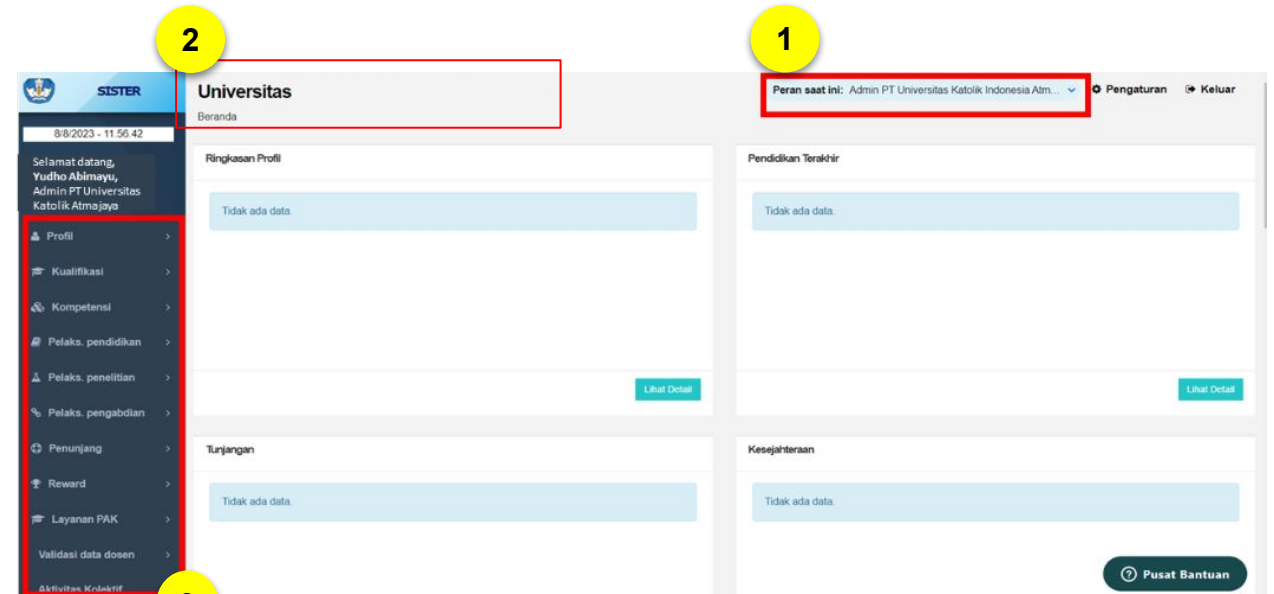 2
1
SISTER
Universitas
Peran saat ini: Admin PT Universitas Katolik Indonesia Atm...
Pengaturan
Keluar
Beranda
8/8/2023 - 11.56.42
Selamat datang,
Yudho Abimayu,
Admin PT Universitas
Katolik Atmajaya
Profil
Kualifikasi
Kompetensi
Pelaks. pendidikan
Pelaks. penelitian
Pelaks. pengabdian
Penunjang
Reward
Layanan PAK
Validasi data dosen
Aktivitas Kolektif
Ringkasan Profil
Tidak ada data.
Lihat Detail
Pendidikan Terakhir
Tidak ada data.
Lihat Detail
Tunjangan
Tidak ada data.
Kesejahteraan
Tidak ada data.
Pusat Bantuan